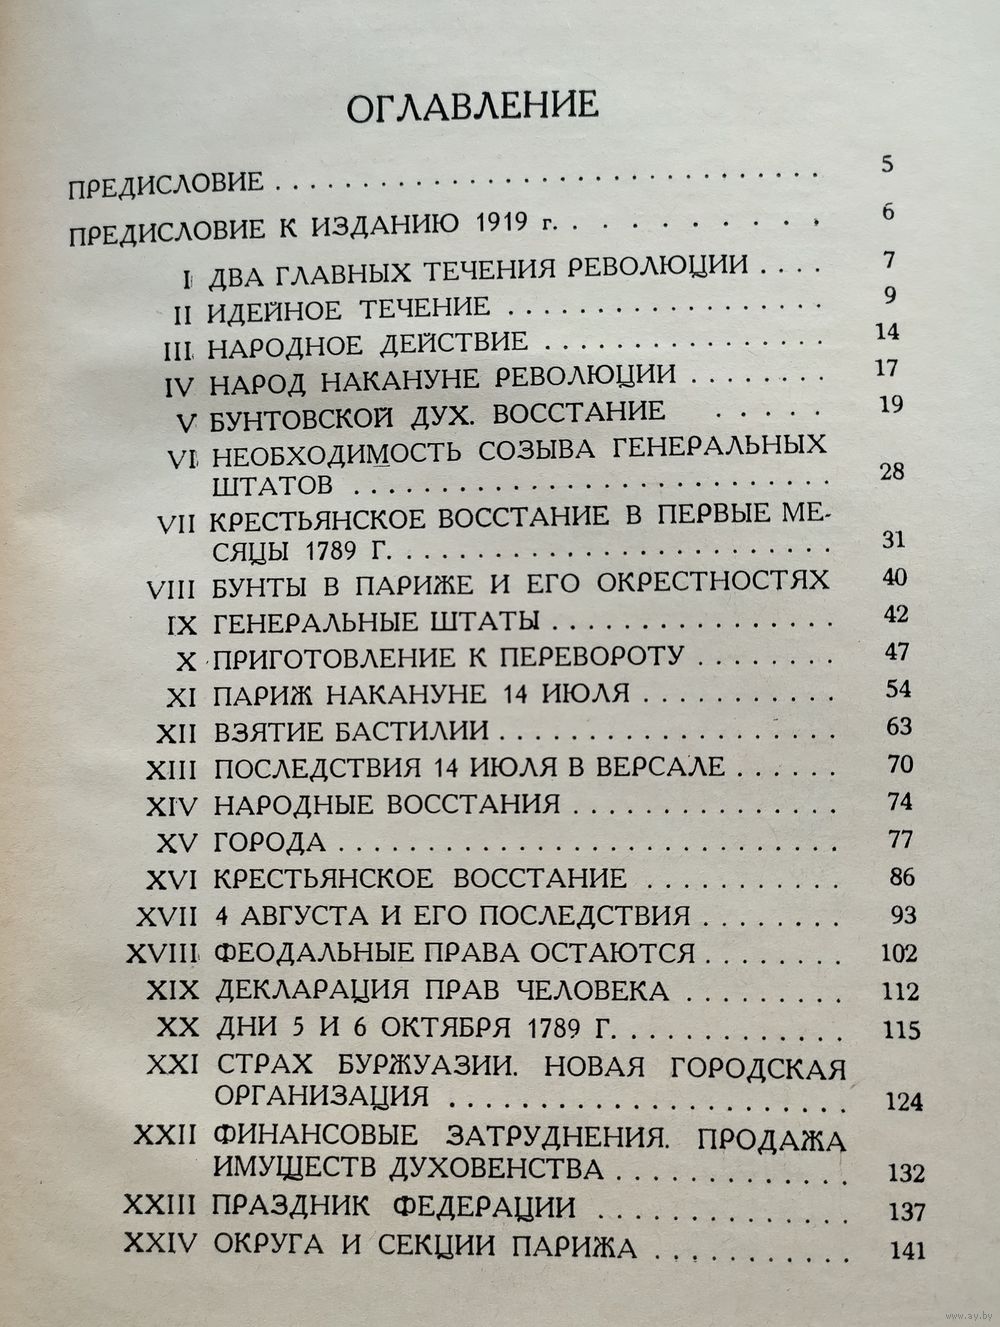 ОГЛАВЛЕНИЕ
ПРЕДИСЛОВИЕ . . . . . . . . . . . . . . . . . . . . . . . . . . . . . . . . 5
ПРЕДИСЛОВИЕ К ИЗДАНИЮ 1919 г. . . . . . . . . . . 6
I ДВА ГЛАВНЫХ ТЕЧЕНИЯ РЕВОЛЮЦИИ . . . . 7
II ИДЕЙНОЕ ТЕЧЕНИЕ . . . . . . . . . . . . . . . . . . 9
III НАРОДНОЕ ДЕЙСТВИЕ . . . . . . . . . . . . . . . . 14
IV НАРОД НАКАНУНЕ РЕВОЛЮЦИИ . . . . . . . . 17
V БУНТОВСКОЙ ДУХ. ВОССТАНИЕ . . . . . 19
VI НЕОБХОДИМОСТЬ СОЗЫВА ГЕНЕРАЛЬНЫХ
ШТАТОВ . . . . . . . . . . . . . . . . . . . . . . . . . . . 28
VII КРЕСТЬЯНСКОЕ ВОССТАНИЕ В ПЕРВЫЕ МЕ-
СЯЦЫ 1789 Г. . . . . . . . . . . . . . . . . . . . . . . . . 31
VIII БУНТЫ В ПАРИЖЕ И ЕГО ОКРЕСТНОСТЯХ 40
IX ГЕНЕРАЛЬНЫЕ ШТАТЫ . . . . . . . . . . . . . . . . 42
X ПРИГОТОВЛЕНИЕ К ПЕРЕВОРОТУ . . . . . . . . 47
XI ПАРИЖ НАКАНУНЕ 14 ИЮЛЯ . . . . . . . . . . . 54
XII ВЗЯТИЕ БАСТИЛИИ . . . . . . . . . . . . . . . . . . . . 63
XIII ПОСЛЕДСТВИЯ 14 ИЮЛЯ В ВЕРСАЛЕ . . . . . . 70
XIV НАРОДНЫЕ ВОССТАНИЯ . . . . . . . . . . . . . . . 74
XV ГОРОДА . . . . . . . . . . . . . . . . . . . . . . . . . . . . 77
XVI КРЕСТЬЯНСКОЕ ВОССТАНИЕ . . . . . . . . . . . 86
XVII 4 АВГУСТА И ЕГО ПОСЛЕДСТВИЯ . . . . . . . . 93
XVIII ФЕОДАЛЬНЫЕ ПРАВА ОСТАЮТСЯ . . . . . . . . 102
XIX ДЕКЛАРАЦИЯ ПРАВ ЧЕЛОВЕКА . . . . . . . . . 112
XX ДНИ 5 И 6 ОКТЯБРЯ 1789 Г. . . . . . . . . . . . . 115
XXI СТРАХ БУРЖУАЗИИ. НОВАЯ ГОРОДСКАЯ
ОРГАНИЗАЦИЯ . . . . . . . . . . . . . . . . . . . . . . 124
XXII ФИНАНСОВЫЕ ЗАТРУДНЕНИЯ. ПРОДАЖА
ИМУЩЕСТВ ДУХОВЕНСТВА . . . . . . . . . . . . . 132
XXIII ПРАЗДНИК ФЕДЕРАЦИИ . . . . . . . . . . . . . . 137
XXIV ОКРУГА И СЕКЦИИ ПАРИЖА . . . . . . . . . . . 141
www.ay.by